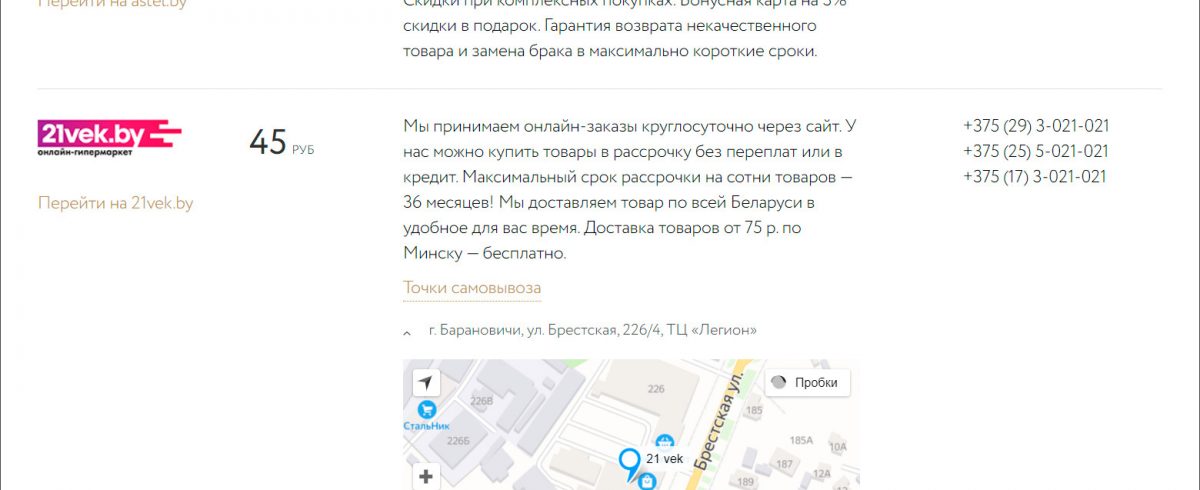 Перейти на astel.by
Скидки при комплексных покупках. Бонусная карта на 5%
скидки в подарок. Гарантия возврата некачественного
товара и замена брака в максимально короткие сроки.
21vek.by
онлайн-гипермаркет
Перейти на 21vek.by
45 РУБ
Мы принимаем онлайн-заказы круглосуточно через сайт. У
нас можно купить товары в рассрочку без переплат или в
кредит. Максимальный срок рассрочки на сотни товаров —
36 месяцев! Мы доставляем товар по всей Беларуси в
удобное для вас время. Доставка товаров от 75 р. по
Минску — бесплатно.
+375 (29) 3-021-021
+375 (25) 5-021-021
+375 (17) 3-021-021
Точки самовывоза
г. Барановичи, ул. Брестская, 226/4, ТЦ «Легион»
Пробки
226
226В
СтальНик
226Б
Брестская ул.
185
185А
10А
21 vek
187
12А
189